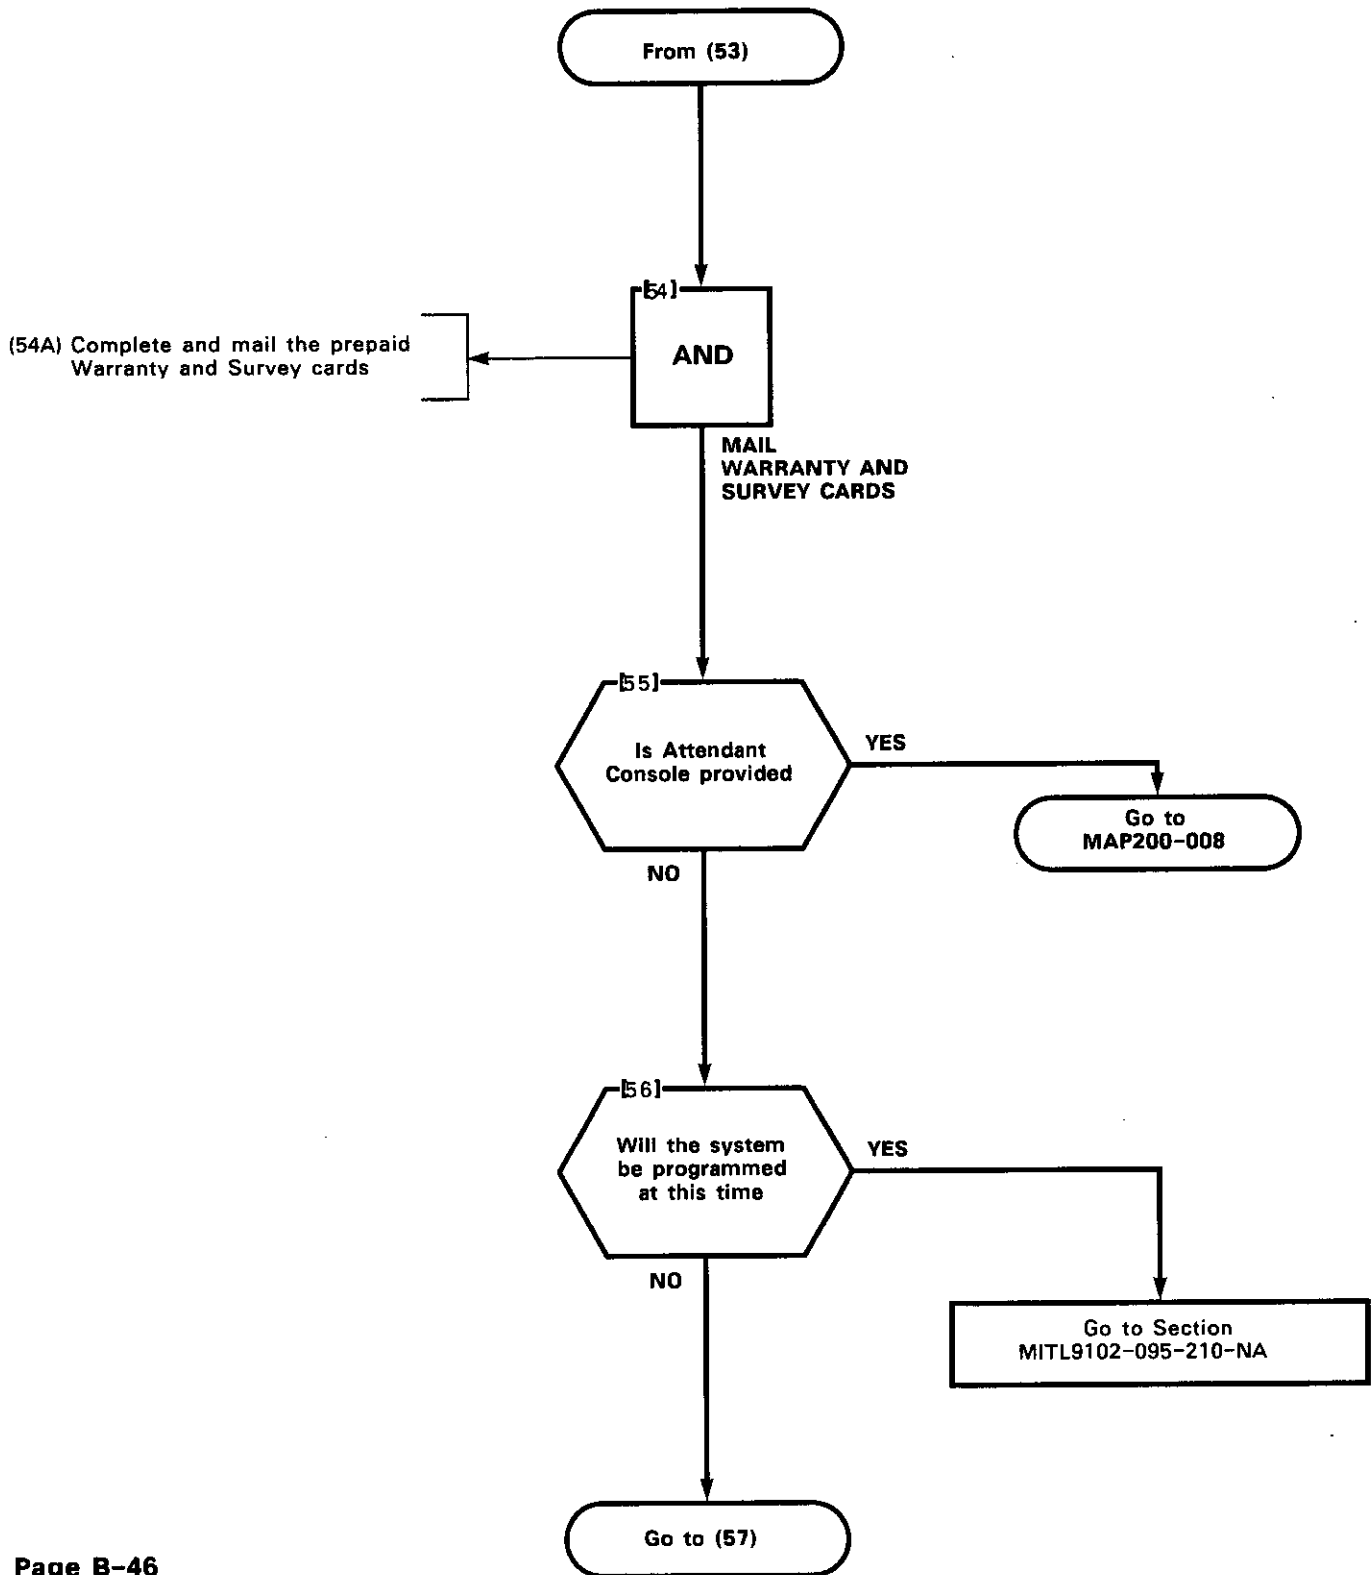 From (53)
[54]
AND
(54A) Complete and mail the prepaid
Warranty and Survey cards
MAIL
WARRANTY AND
SURVEY CARDS
[55]
Is Attendant
Console provided
YES
Go to
MAP200-008
NO
[56]
Will the system
be programmed
at this time
YES
NO
Go to Section
MITL9102-095-210-NA
Go to (57)
Page B-46